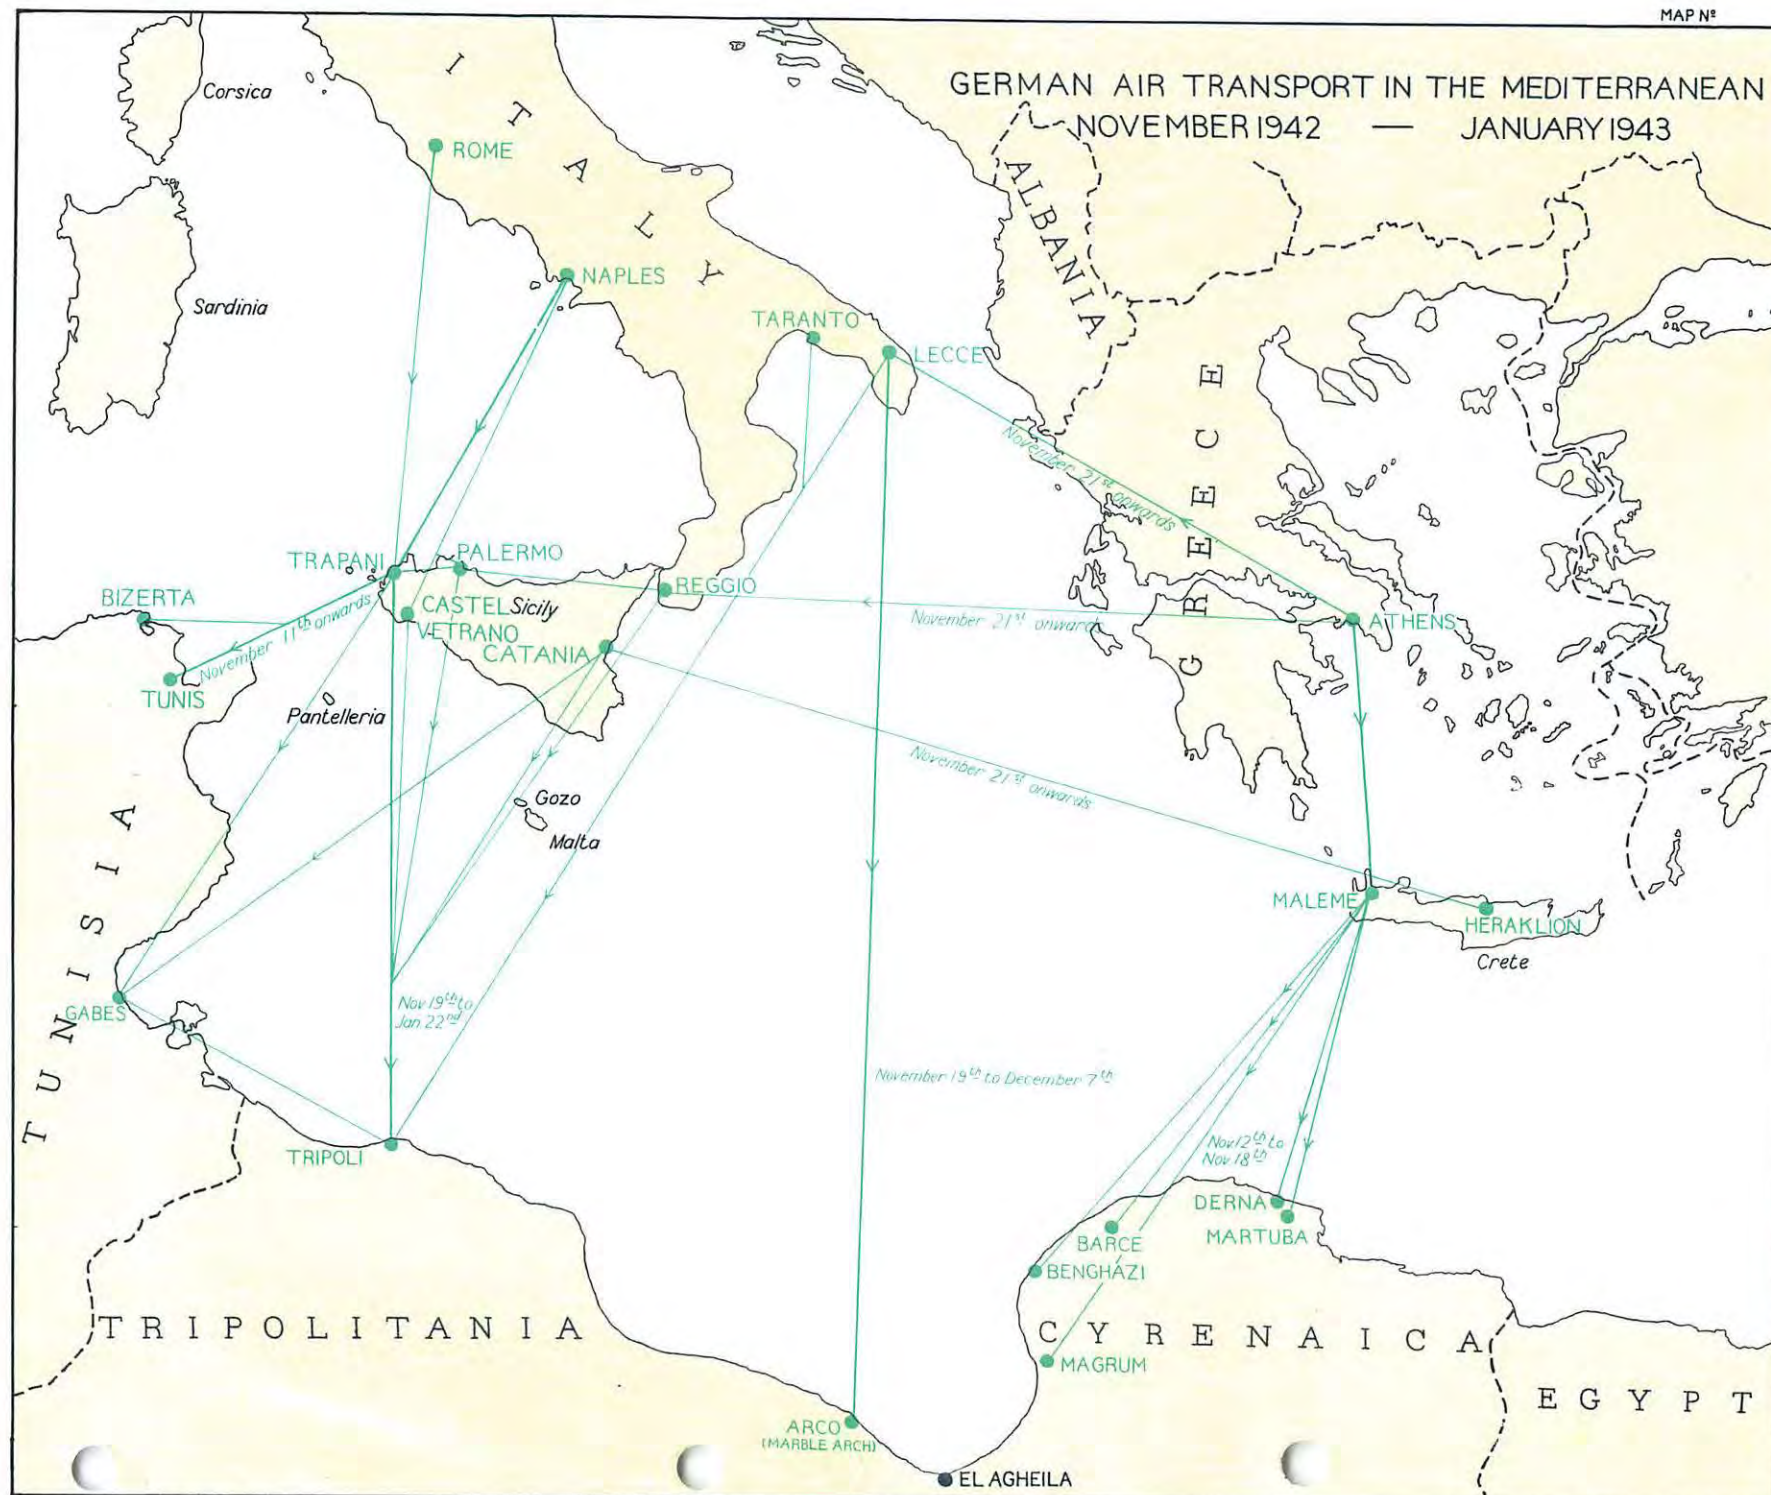 MAP Nº
GERMAN AIR TRANSPORT IN THE MEDITERRANEAN
NOVEMBER 1942 — JANUARY 1943
Corsica
ITALY
ROME
ALBANIA
NAPLES
Sardinia
TARANTO
LECCE
GREECE
November 21st onwards
TRAPANI
PALERMO
REGGIO
BIZERTA
CASTEL
VETRANO
Sicily
November 21st onwards
ATHENS
November 11th onwards
CATANIA
TUNIS
Pantelleria
November 21st onwards
Gozo
Malta
TUNISIA
MALEME
HERAKLION
Crete
GABES
Nov 19th to
Jan 22nd
November 19th to December 7th
TRIPOLI
Nov 12th to
Nov 18th
DERNA
MARTUBA
BARCE
BENGHAZI
TRIPOLITANIA
CYRENAICA
MAGRUM
EGYPT
ARCO
(MARBLE ARCH)
EL AGHEILA